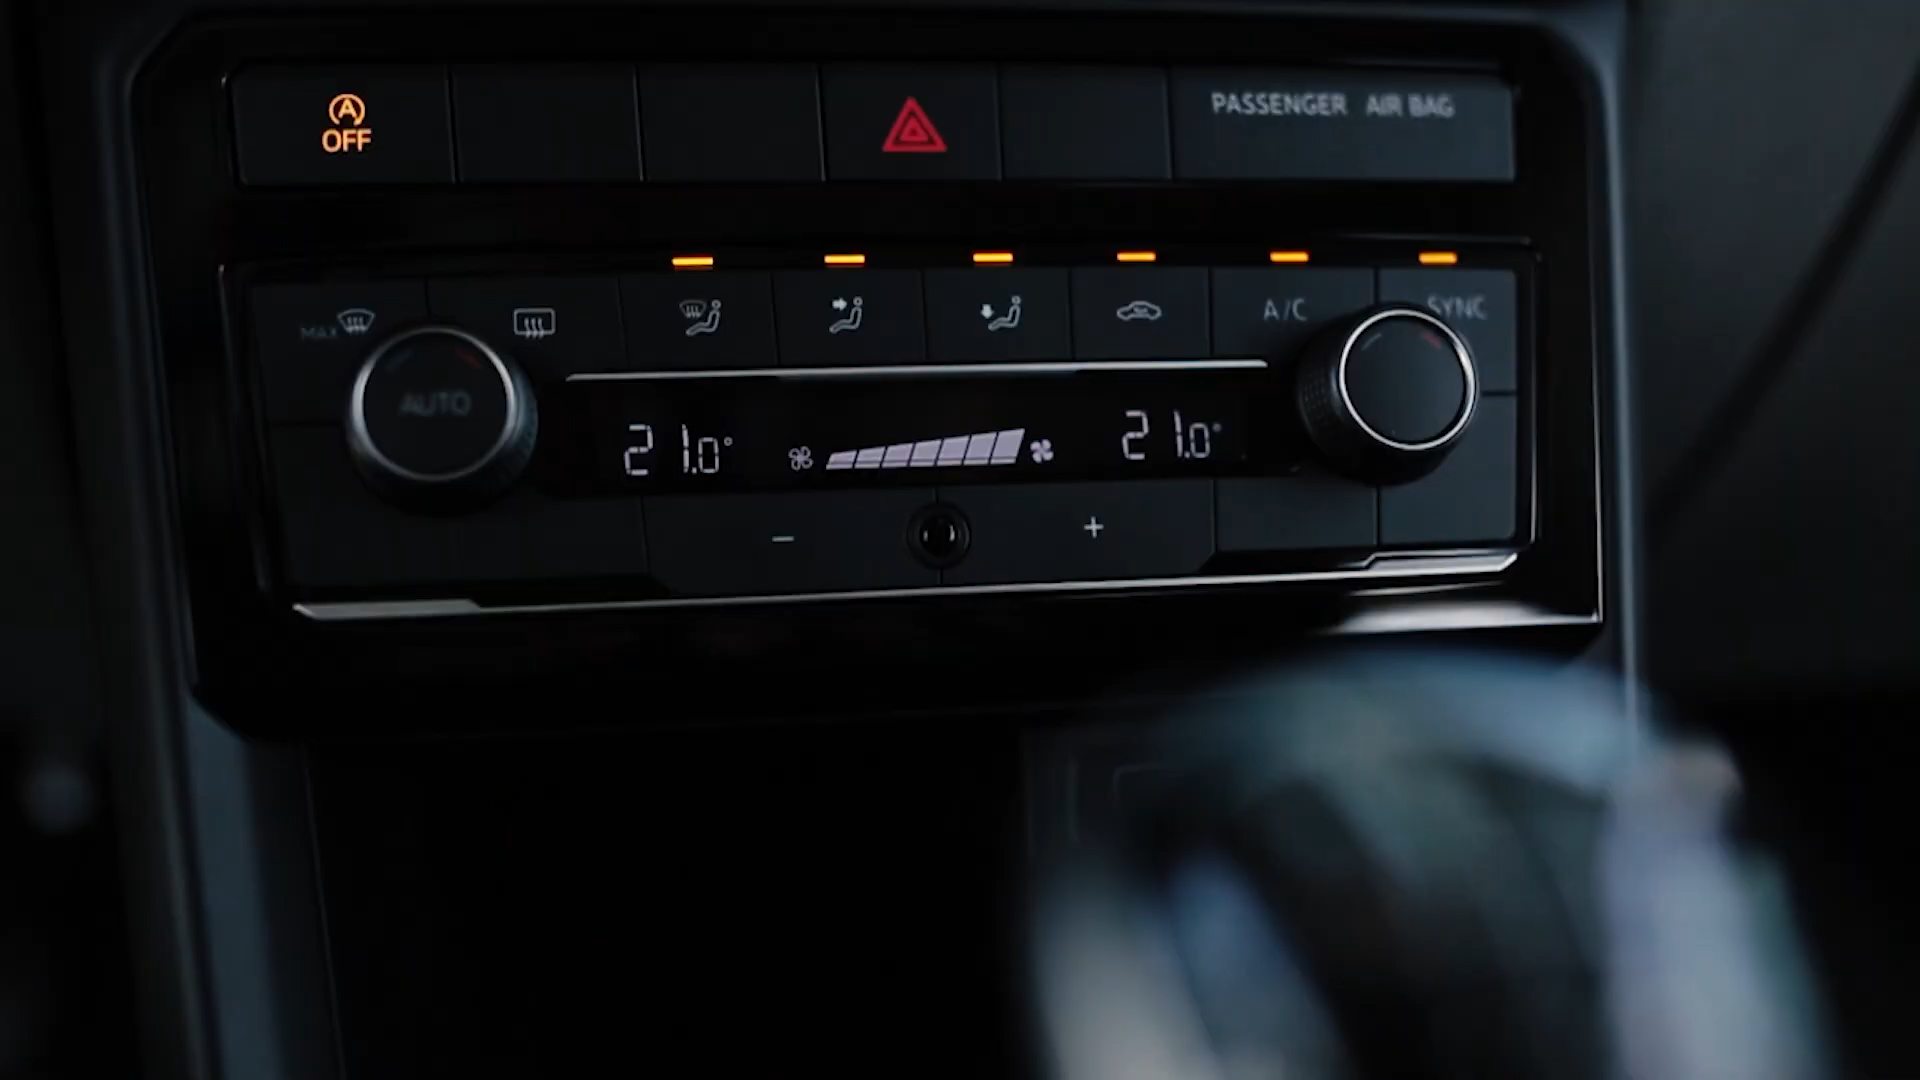 A
OFF
PASSENGER AIR BAG
MAX
A/C
SYNC
AUTO
21.0°
21.0°
- +